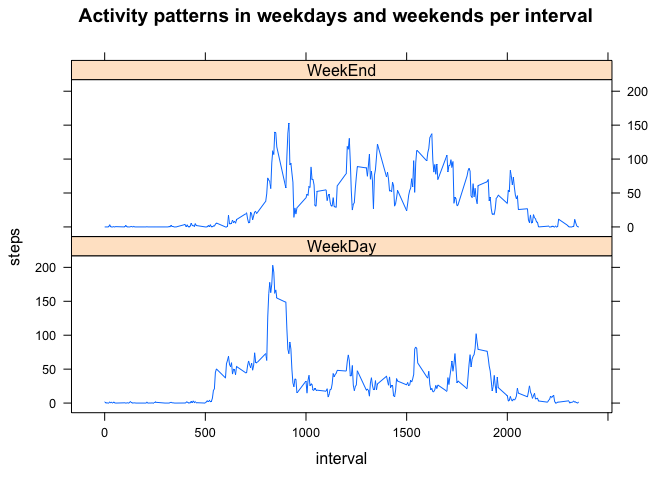 Activity patterns in weekdays and weekends per interval
WeekEnd
200
150
100
50
0
200
150
100
50
0
WeekDay
steps
0 500 1000 1500 2000
interval